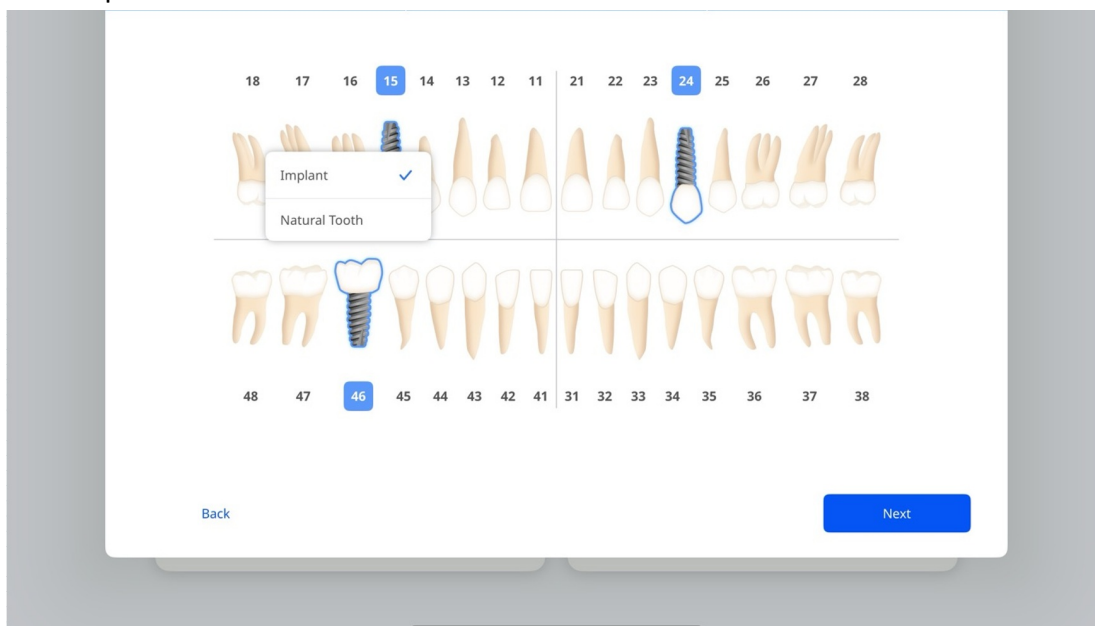 18 17 16 15 14 13 12 11 21 22 23 24 25 26 27 28
Implant
Natural Tooth
48 47 46 45 44 43 42 41 31 32 33 34 35 36 37 38
Back Next